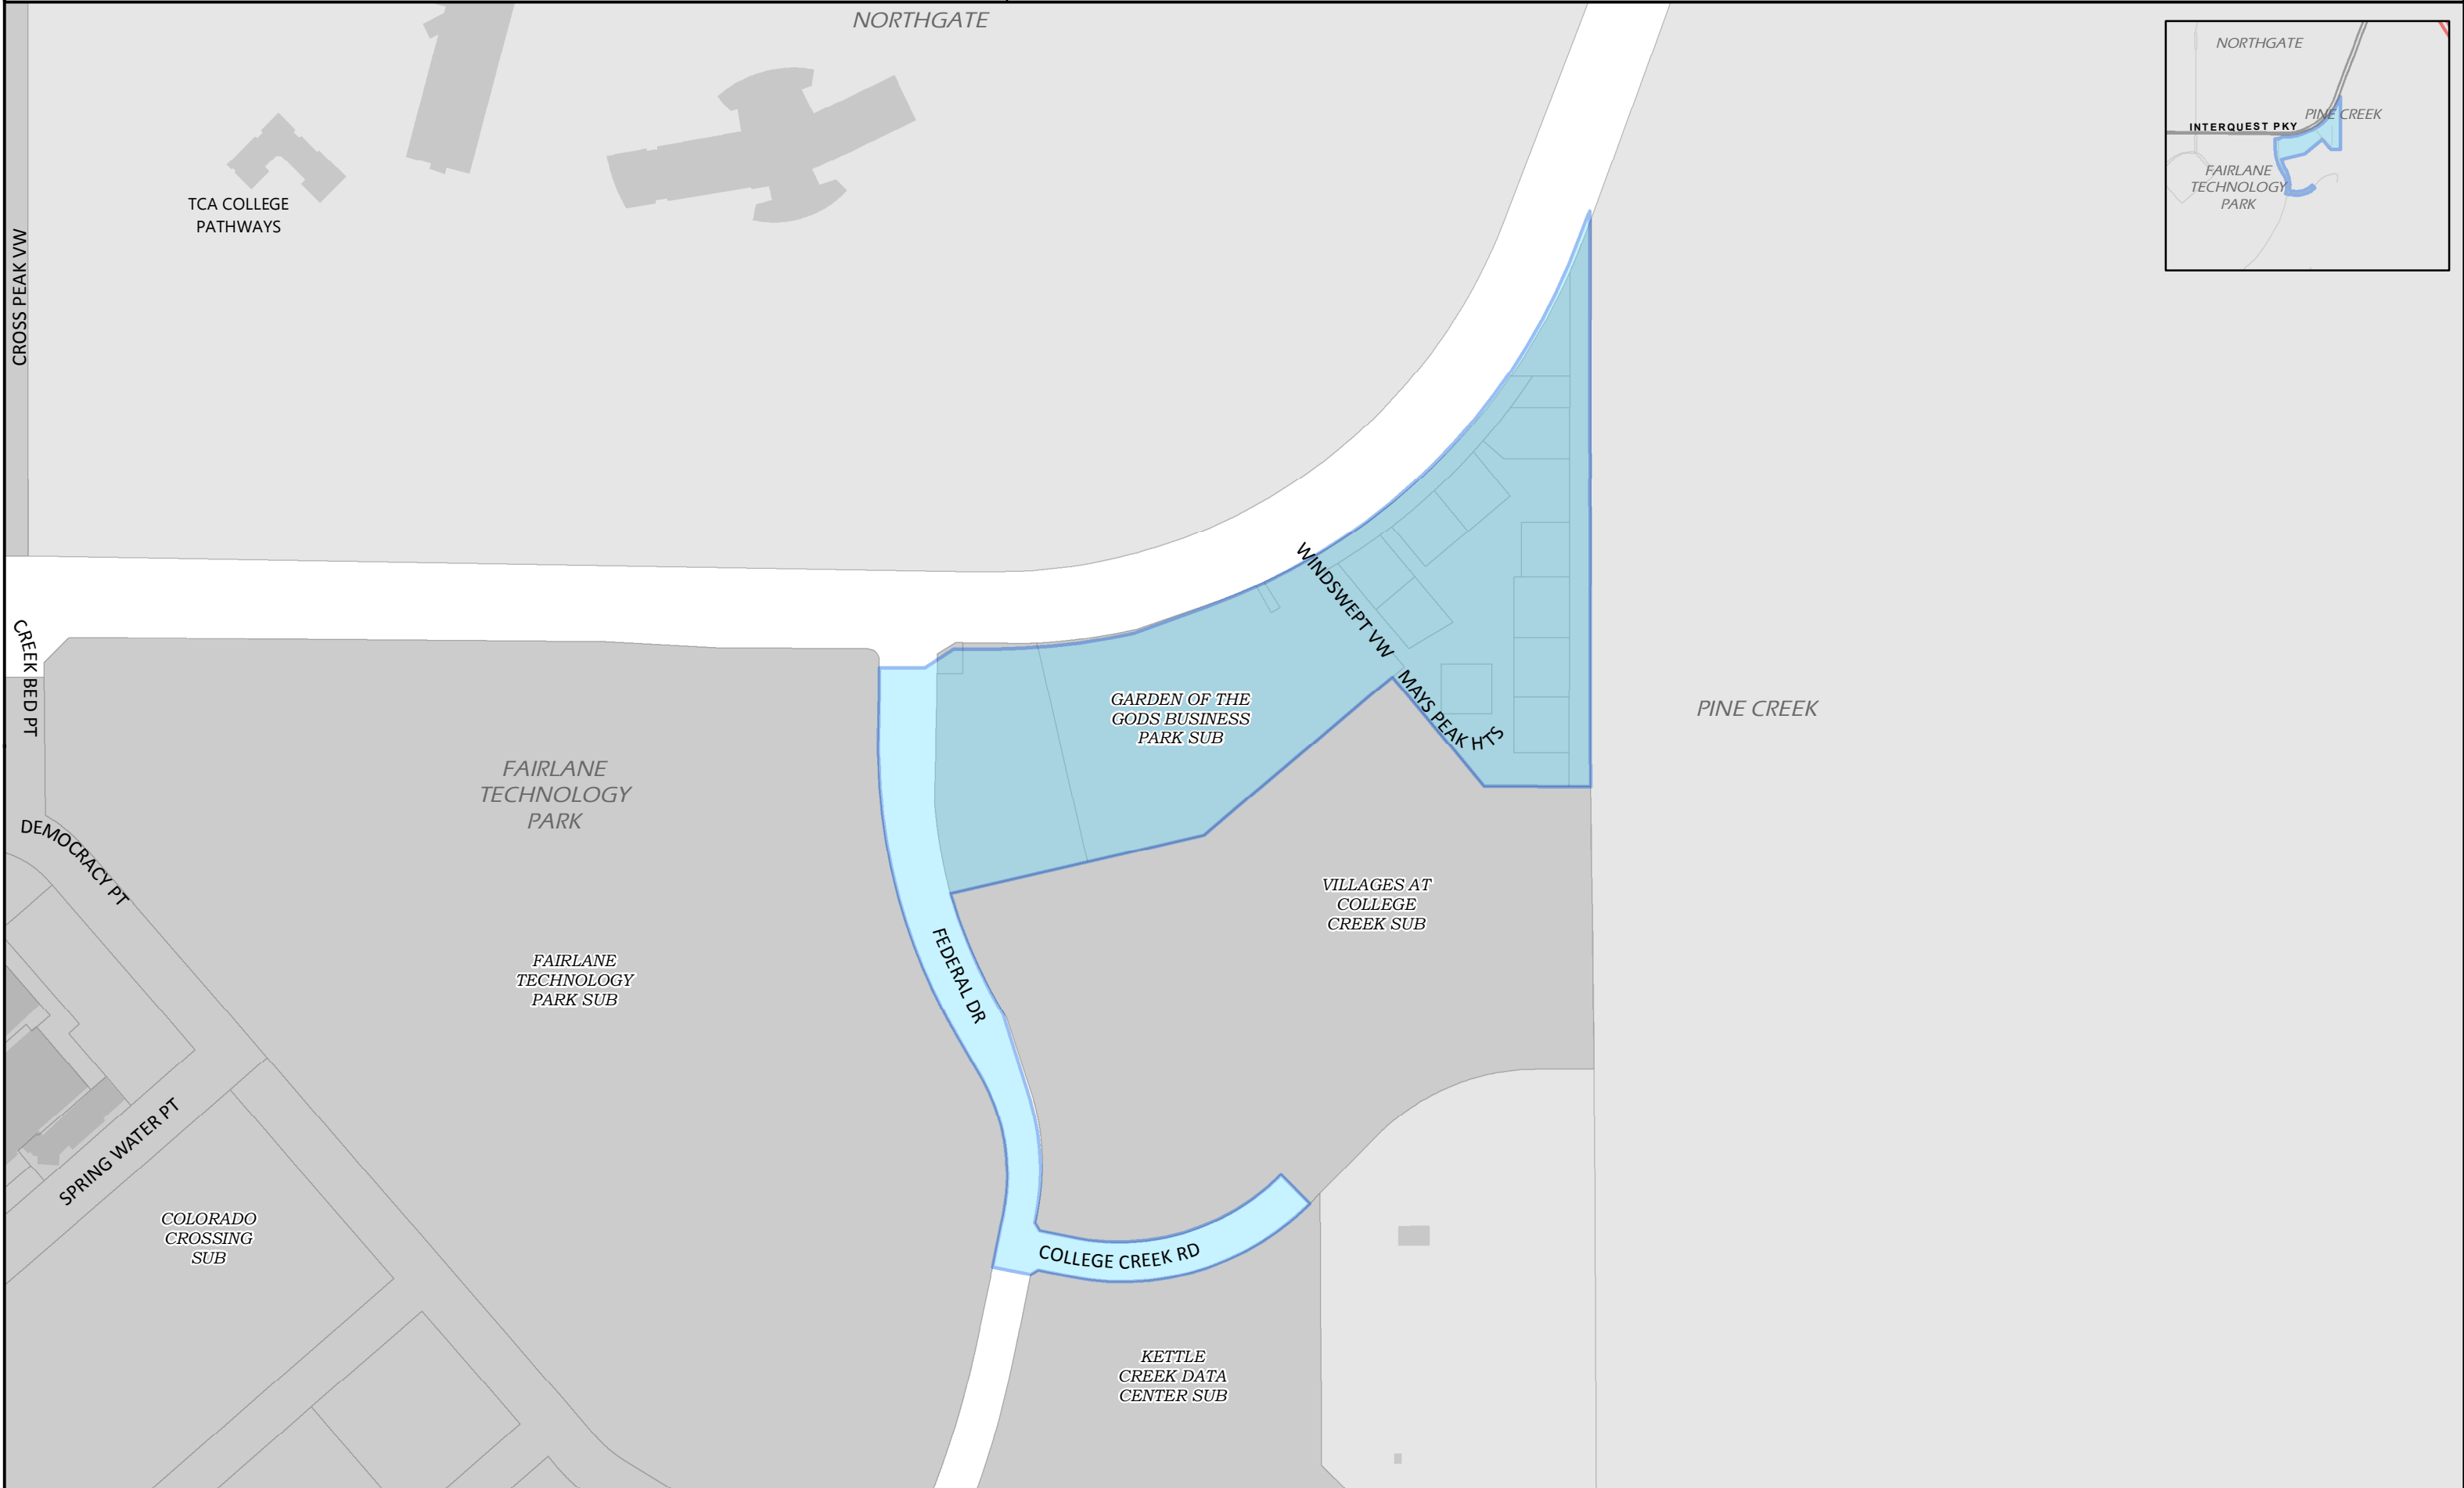 NORTHGATE
NORTHGATE
PINE CREEK
INTERQUEST PKY
FAIRLANE
TECHNOLOGY
PARK
TCA COLLEGE
PATHWAYS
CROSS PEAK VW
WINDSWEPT VW
CREEK BED PT
MAYS PEAK HTS
GARDEN OF THE
GODS BUSINESS
PARK SUB
PINE CREEK
FAIRLANE
TECHNOLOGY
PARK
DEMOCRACY PT
VILLAGES AT
COLLEGE
CREEK SUB
FEDERAL DR
FAIRLANE
TECHNOLOGY
PARK SUB
SPRING WATER PT
COLORADO
CROSSING
SUB
COLLEGE CREEK RD
KETTLE
CREEK DATA
CENTER SUB